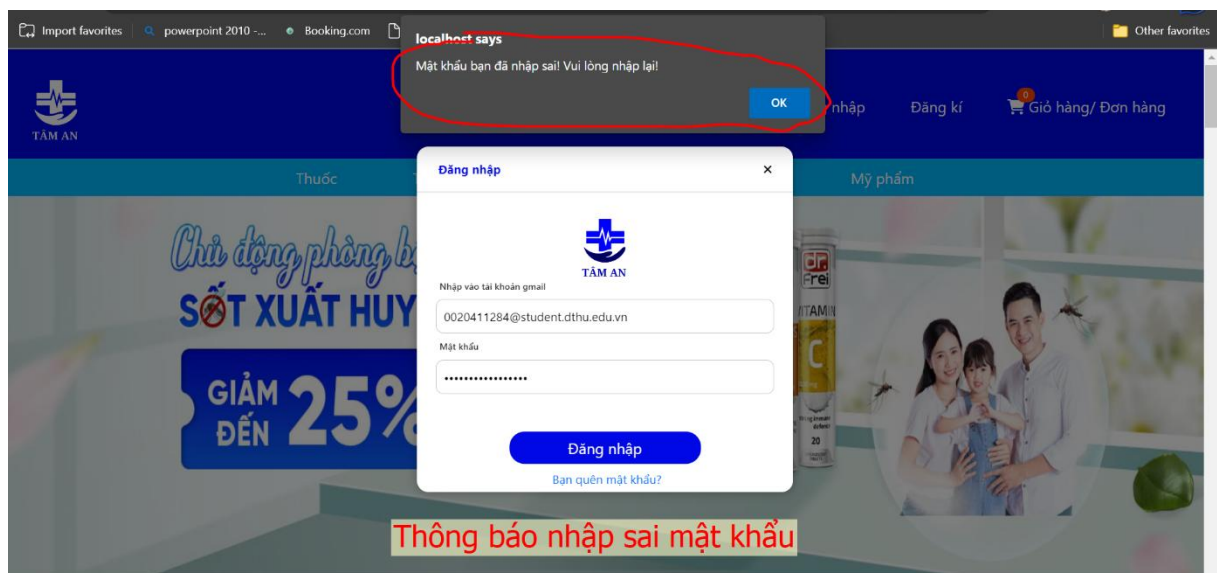 Import favorites
powerpoint 2010 -...
Booking.com
Other favorites
localhost says
Mật khẩu bạn đã nhập sai! Vui lòng nhập lại!
OK
nhập
Đăng kí
0
Giỏ hàng/ Đơn hàng
TÂM AN
Thuốc
Mỹ phẩm
Đăng nhập
×
TÂM AN
Nhập vào tài khoản gmail
0020411284@student.dthu.edu.vn
Mật khẩu
•••••••••••••••••
Đăng nhập
Bạn quên mật khẩu?
Chủ động phòng b
SỐT XUẤT HUY
GIẢM
ĐẾN
25%
dr.
Frei
VITAMIN
C
20
Thông báo nhập sai mật khẩu